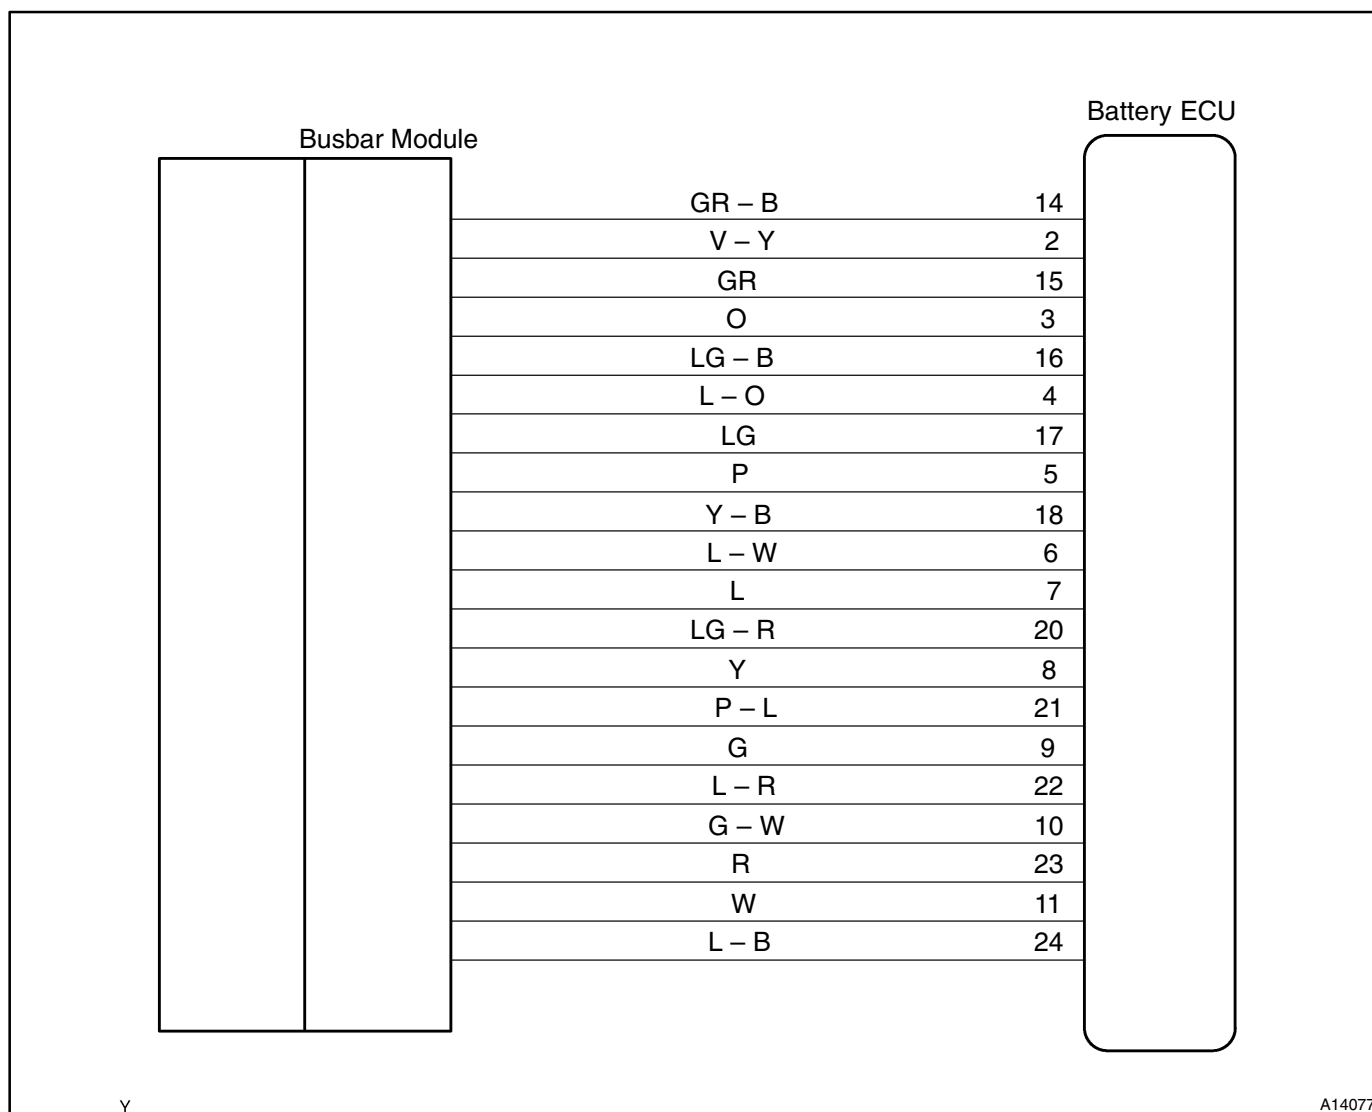 Battery ECU
Busbar Module
GR – B 14
V – Y 2
GR 15
O 3
LG – B 16
L – O 4
LG 17
P 5
Y – B 18
L – W 6
L 7
LG – R 20
Y 8
P – L 21
G 9
L – R 22
G – W 10
R 23
W 11
L – B 24
Y A14077